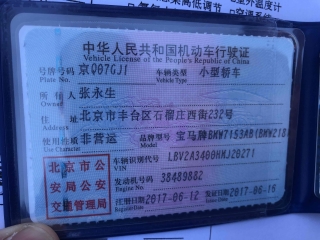 中华人民共和国机动车行驶证
Vehicle License of the People's Republic of China
号牌号码 京Q07GJ1 车辆类型 小型轿车
Plate No. Vehicle Type
所有人 张永生
Owner
住址 北京市丰台区石榴庄西街232号
Address
使用性质 非营运 品牌型号 宝马牌BMW7153AB(BMW218
Use Character
北京市公安局公安交通管理局
车辆识别代号 LBV2A3400HMJ20271
VIN
发动机号码 38489882
Engine No.
注册日期 2017-06-12 发证日期 2017-06-16
Register Date Issue Date